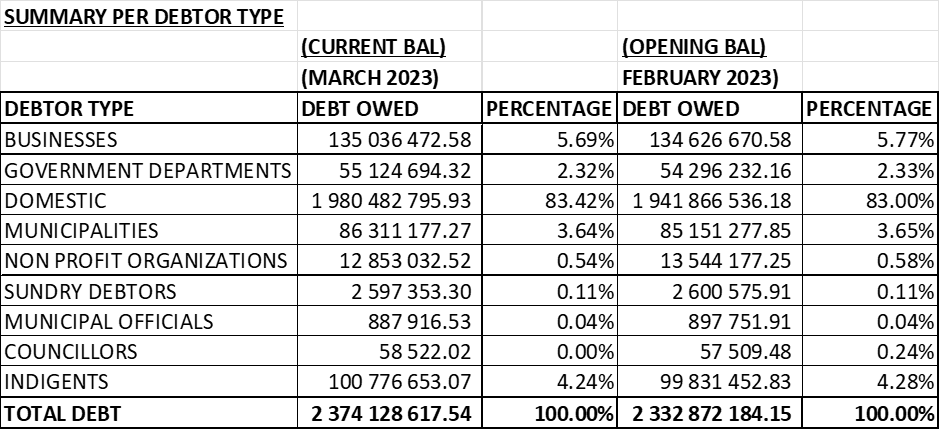 SUMMARY PER DEBTOR TYPE
(CURRENT BAL) (OPENING BAL)
(MARCH 2023) FEBRUARY 2023)
DEBTOR TYPE DEBT OWED PERCENTAGE DEBT OWED PERCENTAGE
BUSINESSES 135 036 472.58 5.69% 134 626 670.58 5.77%
GOVERNMENT DEPARTMENTS 55 124 694.32 2.32% 54 296 232.16 2.33%
DOMESTIC 1 980 482 795.93 83.42% 1 941 866 536.18 83.00%
MUNICIPALITIES 86 311 177.27 3.64% 85 151 277.85 3.65%
NON PROFIT ORGANIZATIONS 12 853 032.52 0.54% 13 544 177.25 0.58%
SUNDRY DEBTORS 2 597 353.30 0.11% 2 600 575.91 0.11%
MUNICIPAL OFFICIALS 887 916.53 0.04% 897 751.91 0.04%
COUNCILLORS 58 522.02 0.00% 57 509.48 0.24%
INDIGENTS 100 776 653.07 4.24% 99 831 452.83 4.28%
TOTAL DEBT 2 374 128 617.54 100.00% 2 332 872 184.15 100.00%